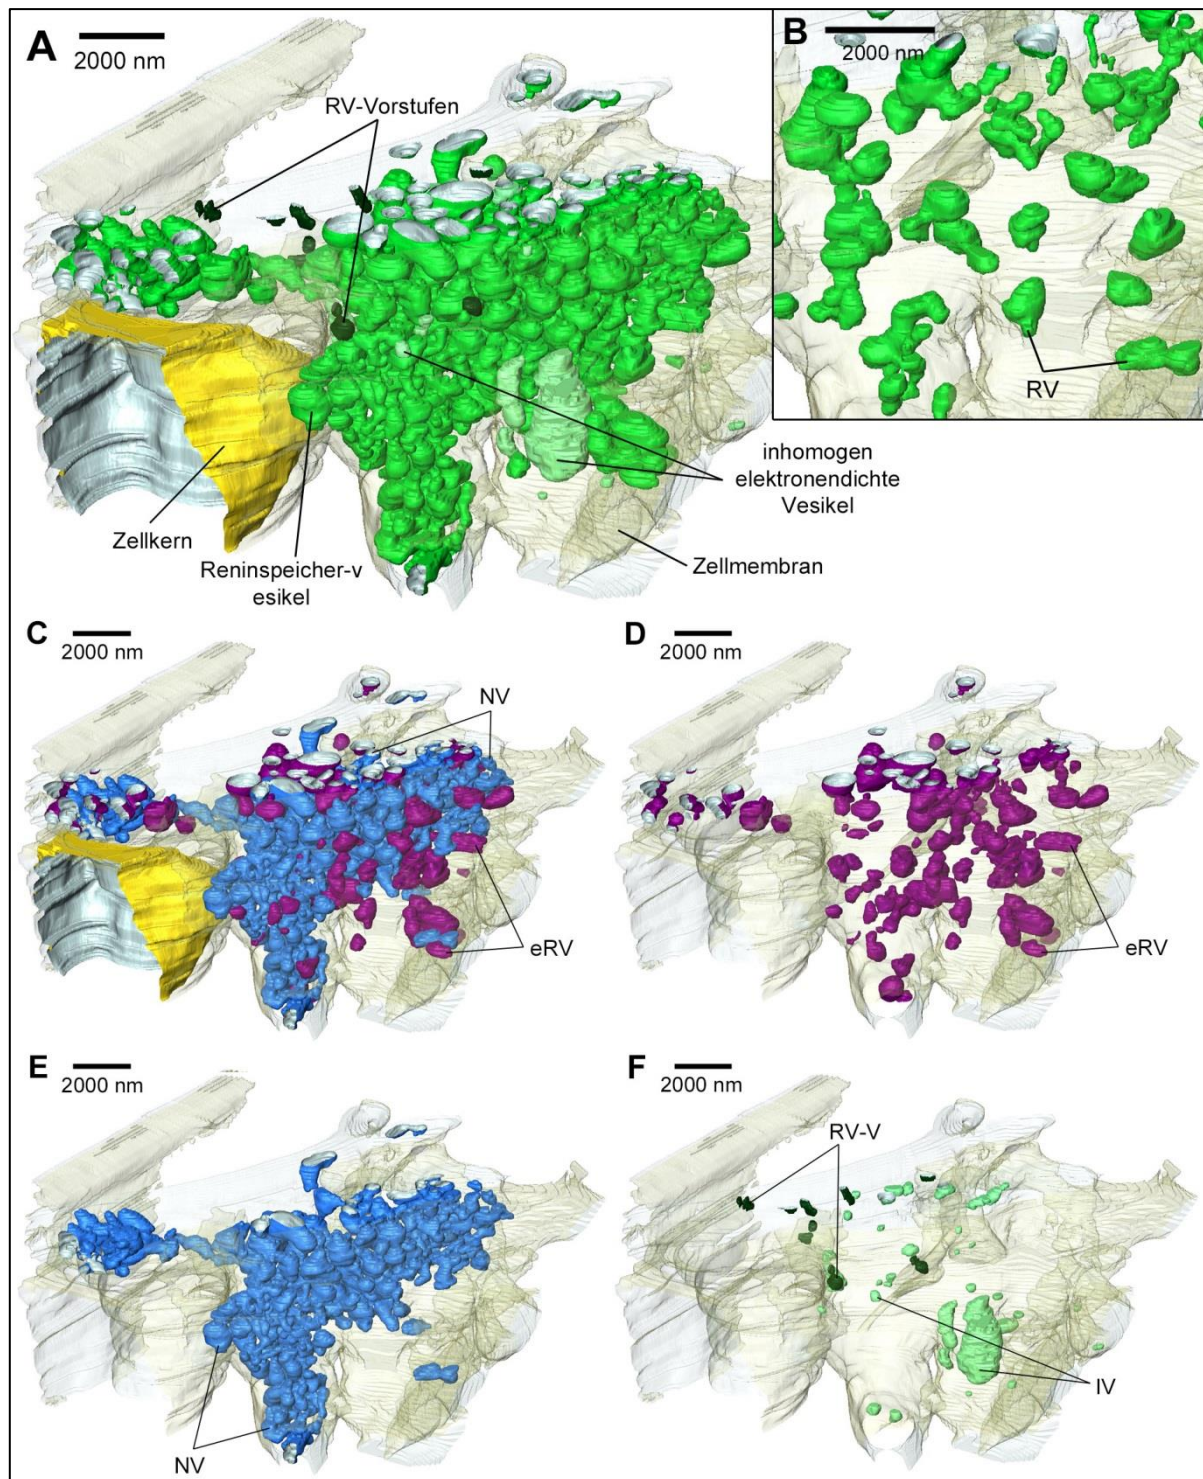 A
2000 nm
RV-Vorstufen
Zellkern
Reninspeicher-v
esikel
inhomogen
elektronendichte
Vesikel
Zellmembran
B
2000 nm
RV
C
2000 nm
NV
eRV
D
2000 nm
eRV
E
2000 nm
NV
F
2000 nm
RV-V
IV